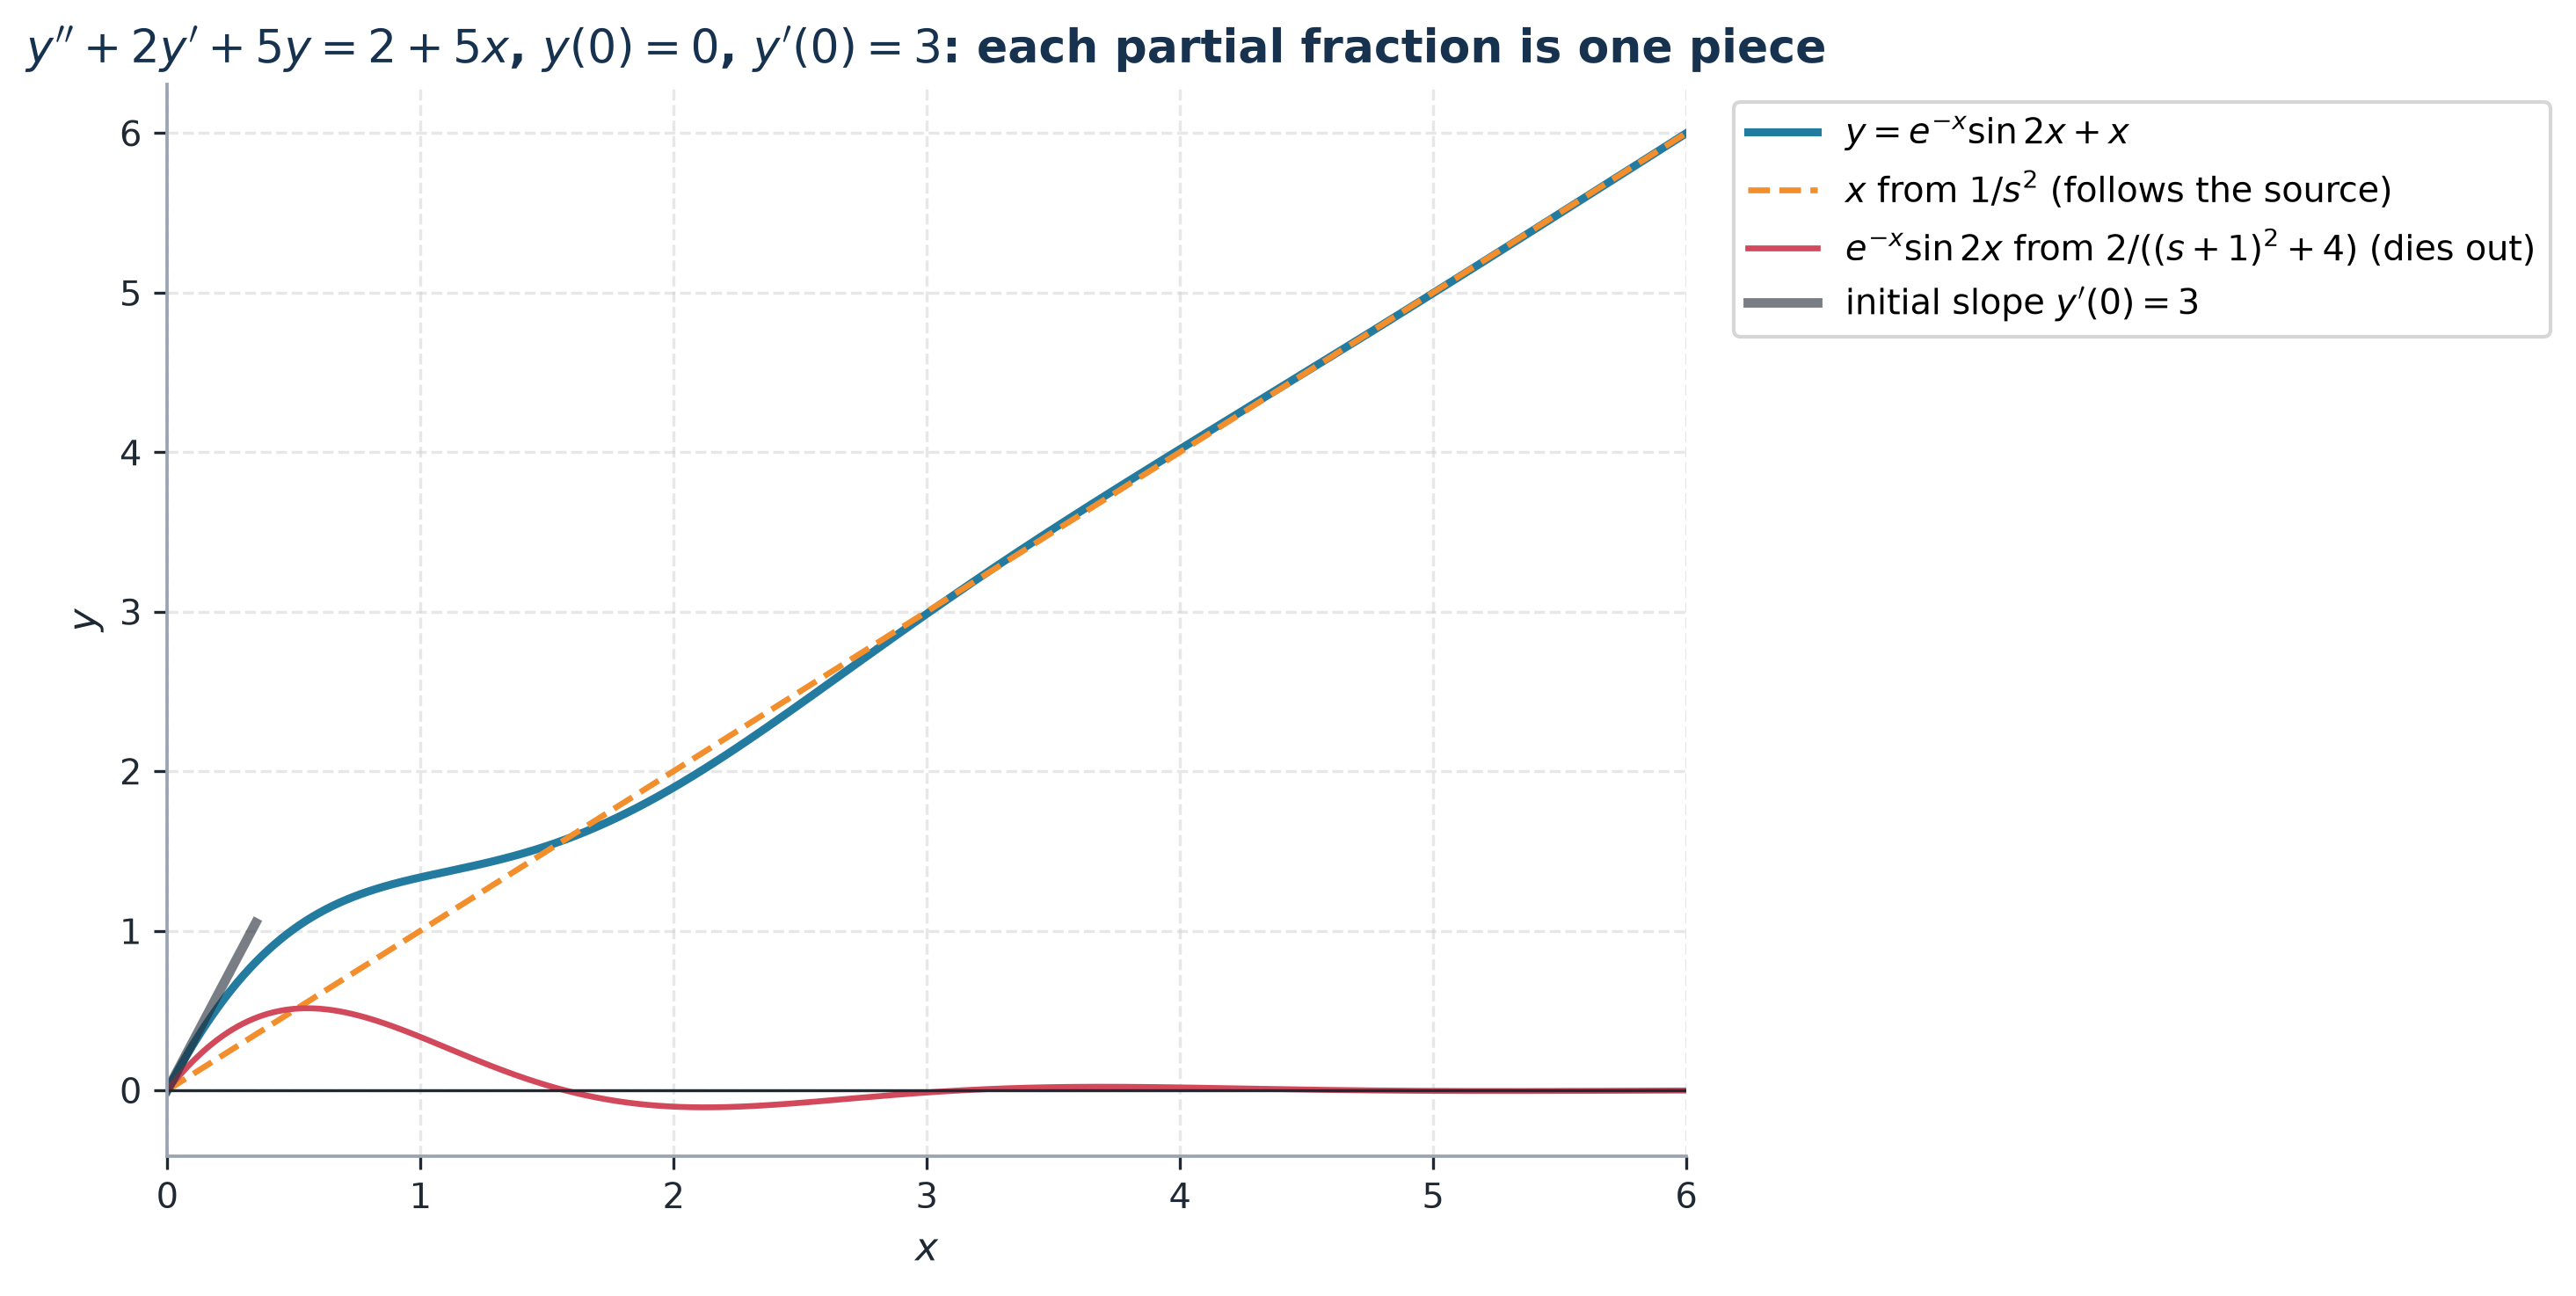 y′′ + 2y′ + 5y = 2 + 5x, y(0) = 0, y′(0) = 3: each partial fraction is one piece
y = e⁻ˣ sin 2x + x
x from 1/s² (follows the source)
e⁻ˣ sin 2x from 2/((s + 1)² + 4) (dies out)
initial slope y′(0) = 3
6
5
4
3
2
1
0
y
0 1 2 3 4 5 6
x